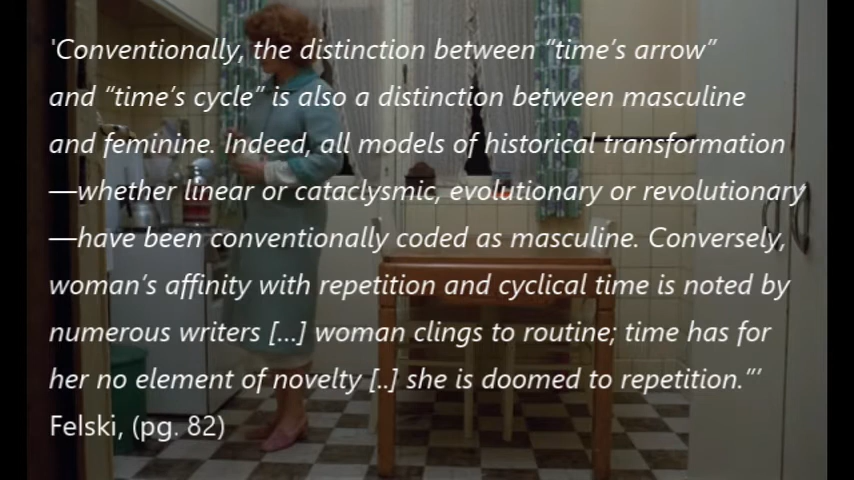 'Conventionally, the distinction between “time’s arrow”
and “time’s cycle” is also a distinction between masculine
and feminine. Indeed, all models of historical transformation
—whether linear or cataclysmic, evolutionary or revolutionary
—have been conventionally coded as masculine. Conversely,
woman’s affinity with repetition and cyclical time is noted by
numerous writers [...] woman clings to routine; time has for
her no element of novelty [..] she is doomed to repetition.”’
Felski, (pg. 82)